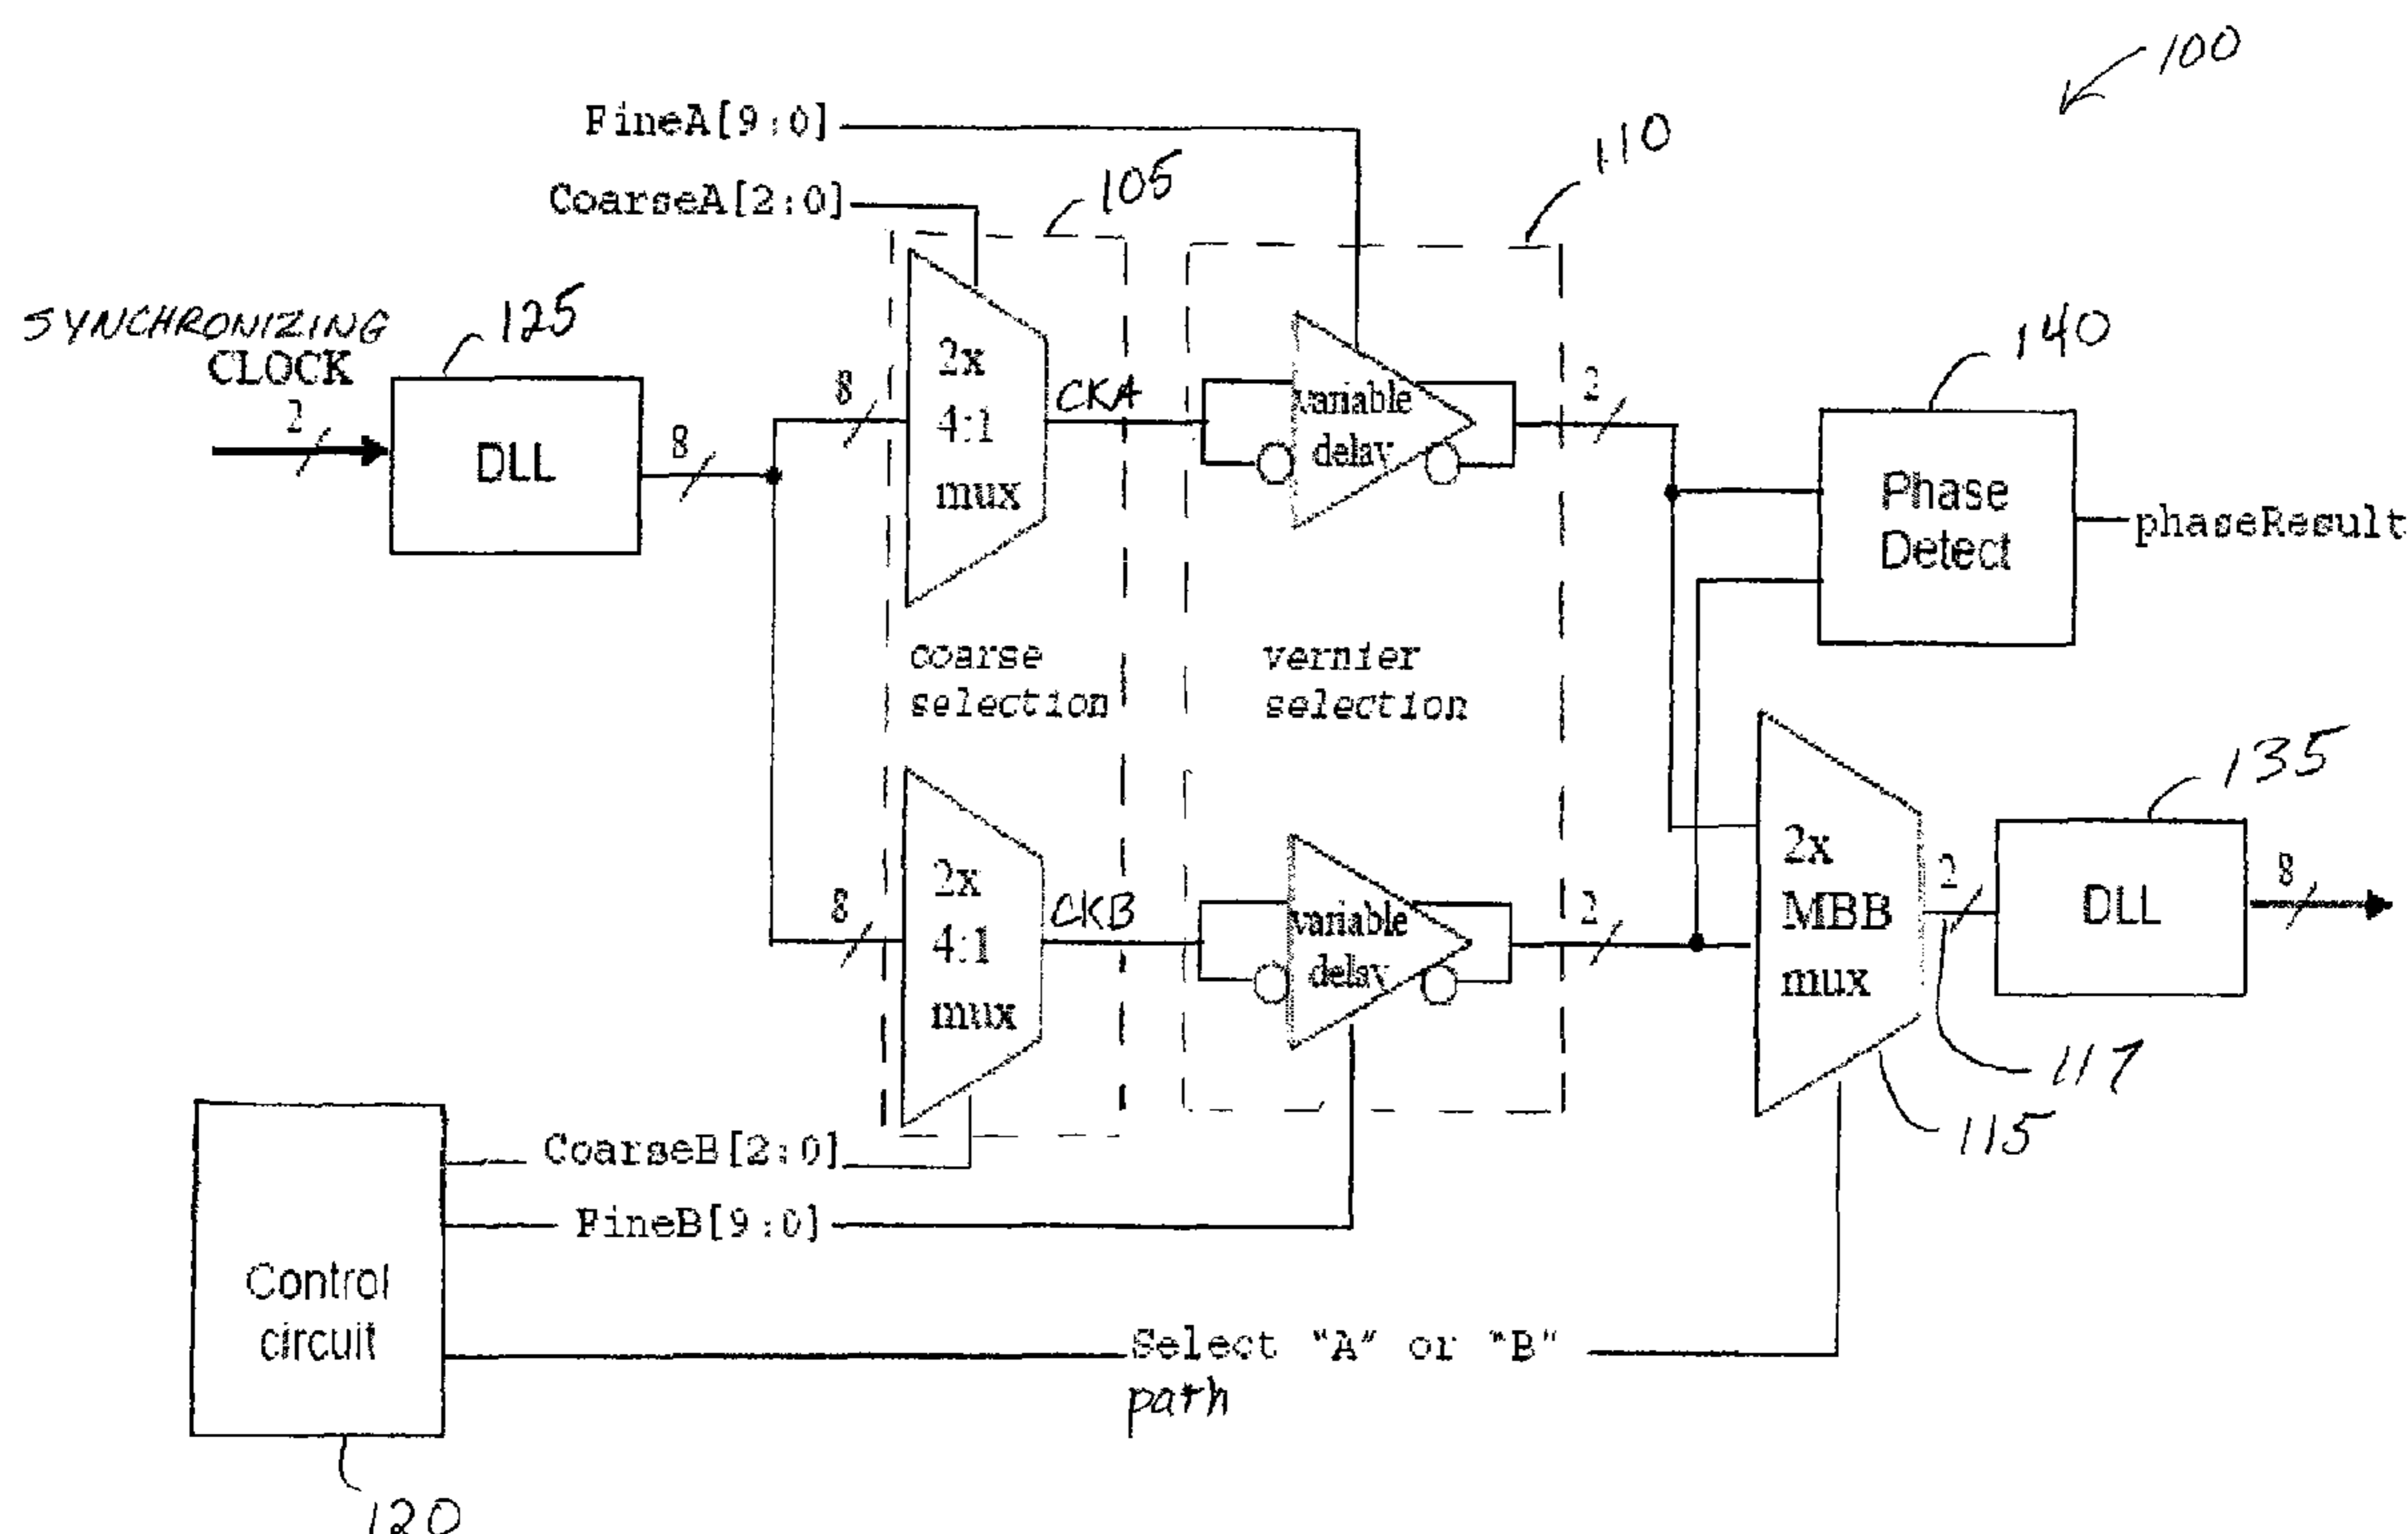 100
FineA[9:0]
110
CoarseA[2:0]
105
SYNCHRONIZING
CLOCK
2
125
DLL
8
8
2x
4:1
mux
CKA
variable
delay
2
140
Phase
Detect
phaseResult
coarse
selection
vernier
selection
8
2x
4:1
mux
CKB
variable
delay
2
2x
MBB
mux
2
135
DLL
8
117
115
CoarseB[2:0]
FineB[9:0]
Control
circuit
Select "A" or "B"
path
120